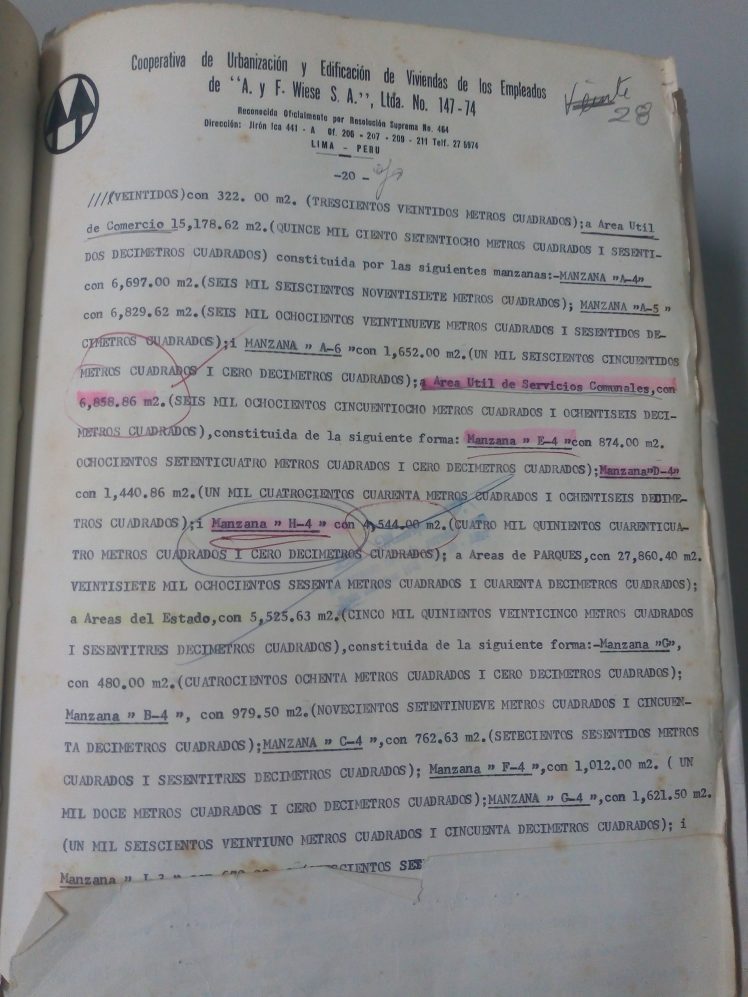 Cooperativa de Urbanización y Edificación de Viviendas de los Empleados
de "A. y F. Wiese S. A.", Ltda. No. 147-74
Reconocida Oficialmente por Resolución Suprema No. 464
Dirección: Jirón Ica 441 - A Of. 206 - 207 - 209 - 211 Telf. 27 5974
LIMA - PERU
Veinte
28
-20-
////(VEINTIDOS)con 322. 00 m2. (TRESCIENTOS VEINTIDOS METROS CUADRADOS);a Area Util
de Comercio 15,178.62 m2.(QUINCE MIL CIENTO SETENTIOCHO METROS CUADRADOS I SESENTI-
DOS DECIMETROS CUADRADOS) constituida por las siguientes manzanas:-MANZANA "A-4"
con 6,697.00 m2.(SEIS MIL SEISCIENTOS NOVENTISIETE METROS CUADRADOS); MANZANA "A-5 "
con 6,829.62 m2.(SEIS MIL OCHOCIENTOS VEINTINUEVE METROS CUADRADOS I SESENTIDOS DE-
CIMETROS CUADRADOS);i MANZANA " A-6 "con 1,652.00 m2.(UN MIL SEISCIENTOS CINCUENTIDOS
METROS CUADRADOS I CERO DECIMETROS CUADRADOS);a Area Util de Servicios Comunales,con
6,858.86 m2.(SEIS MIL OCHOCIENTOS CINCUENTIOCHO METROS CUADRADOS I OCHENTISEIS DECI-
METROS CUADRADOS),constituida de la siguiente forma: Manzana " E-4 "con 874.00 m2.
OCHOCIENTOS SETENTICUATRO METROS CUADRADOS I CERO DECIMETROS CUADRADOS);Manzana"D-4"
con 1,440.86 m2.(UN MIL CUATROCIENTOS CUARENTA METROS CUADRADOS I OCHENTISEIS DECIME-
TROS CUADRADOS);i Manzana " H-4 " con 4,544.00 m2.(CUATRO MIL QUINIENTOS CUARENTICUA-
TRO METROS CUADRADOS I CERO DECIMETROS CUADRADOS); a Areas de PARQUES,con 27,860.40 m2.
VEINTISIETE MIL OCHOCIENTOS SESENTA METROS CUADRADOS I CUARENTA DECIMETROS CUADRADOS);
a Areas del Estado,con 5,525.63 m2.(CINCO MIL QUINIENTOS VEINTICINCO METROS CUADRADOS
I SESENTITRES DECIMETROS CUADRADOS),constituida de la siguiente forma:-Manzana "G",
con 480.00 m2.(CUATROCIENTOS OCHENTA METROS CUADRADOS I CERO DECIMETROS CUADRADOS);
Manzana " B-4 ", con 979.50 m2.(NOVECIENTOS SETENTINUEVE METROS CUADRADOS I CINCUEN-
TA DECIMETROS CUADRADOS);MANZANA " C-4 ",con 762.63 m2.(SETECIENTOS SESENTIDOS METROS
CUADRADOS I SESENTITRES DECIMETROS CUADRADOS); Manzana " F-4 ",con 1,012.00 m2. ( UN
MIL DOCE METROS CUADRADOS I CERO DECIMETROS CUADRADOS);MANZANA " G-4 ",con 1,621.50 m2.
(UN MIL SEISCIENTOS VEINTIUNO METROS CUADRADOS I CINCUENTA DECIMETROS CUADRADOS); i
Manzana "